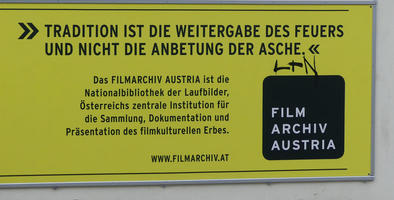 » TRADITION IST DIE WEITERGABE DES FEUERS
UND NICHT DIE ANBETUNG DER ASCHE. «
Das FILMARCHIV AUSTRIA ist die
Nationalbibliothek der Laufbilder,
Österreichs zentrale Institution für
die Sammlung, Dokumentation und
Präsentation des filmkulturellen Erbes.
WWW.FILMARCHIV.AT
FILM
ARCHIV
AUSTRIA